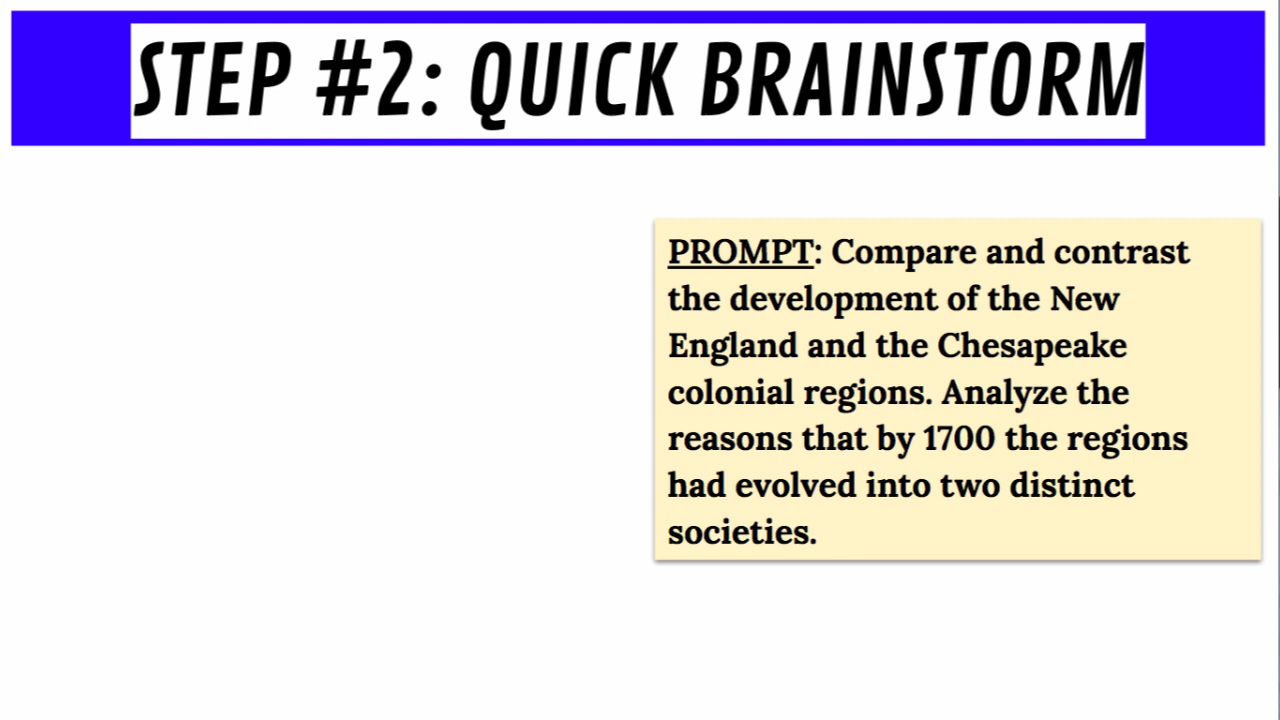 STEP #2: QUICK BRAINSTORM
PROMPT: Compare and contrast
the development of the New
England and the Chesapeake
colonial regions. Analyze the
reasons that by 1700 the regions
had evolved into two distinct
societies.